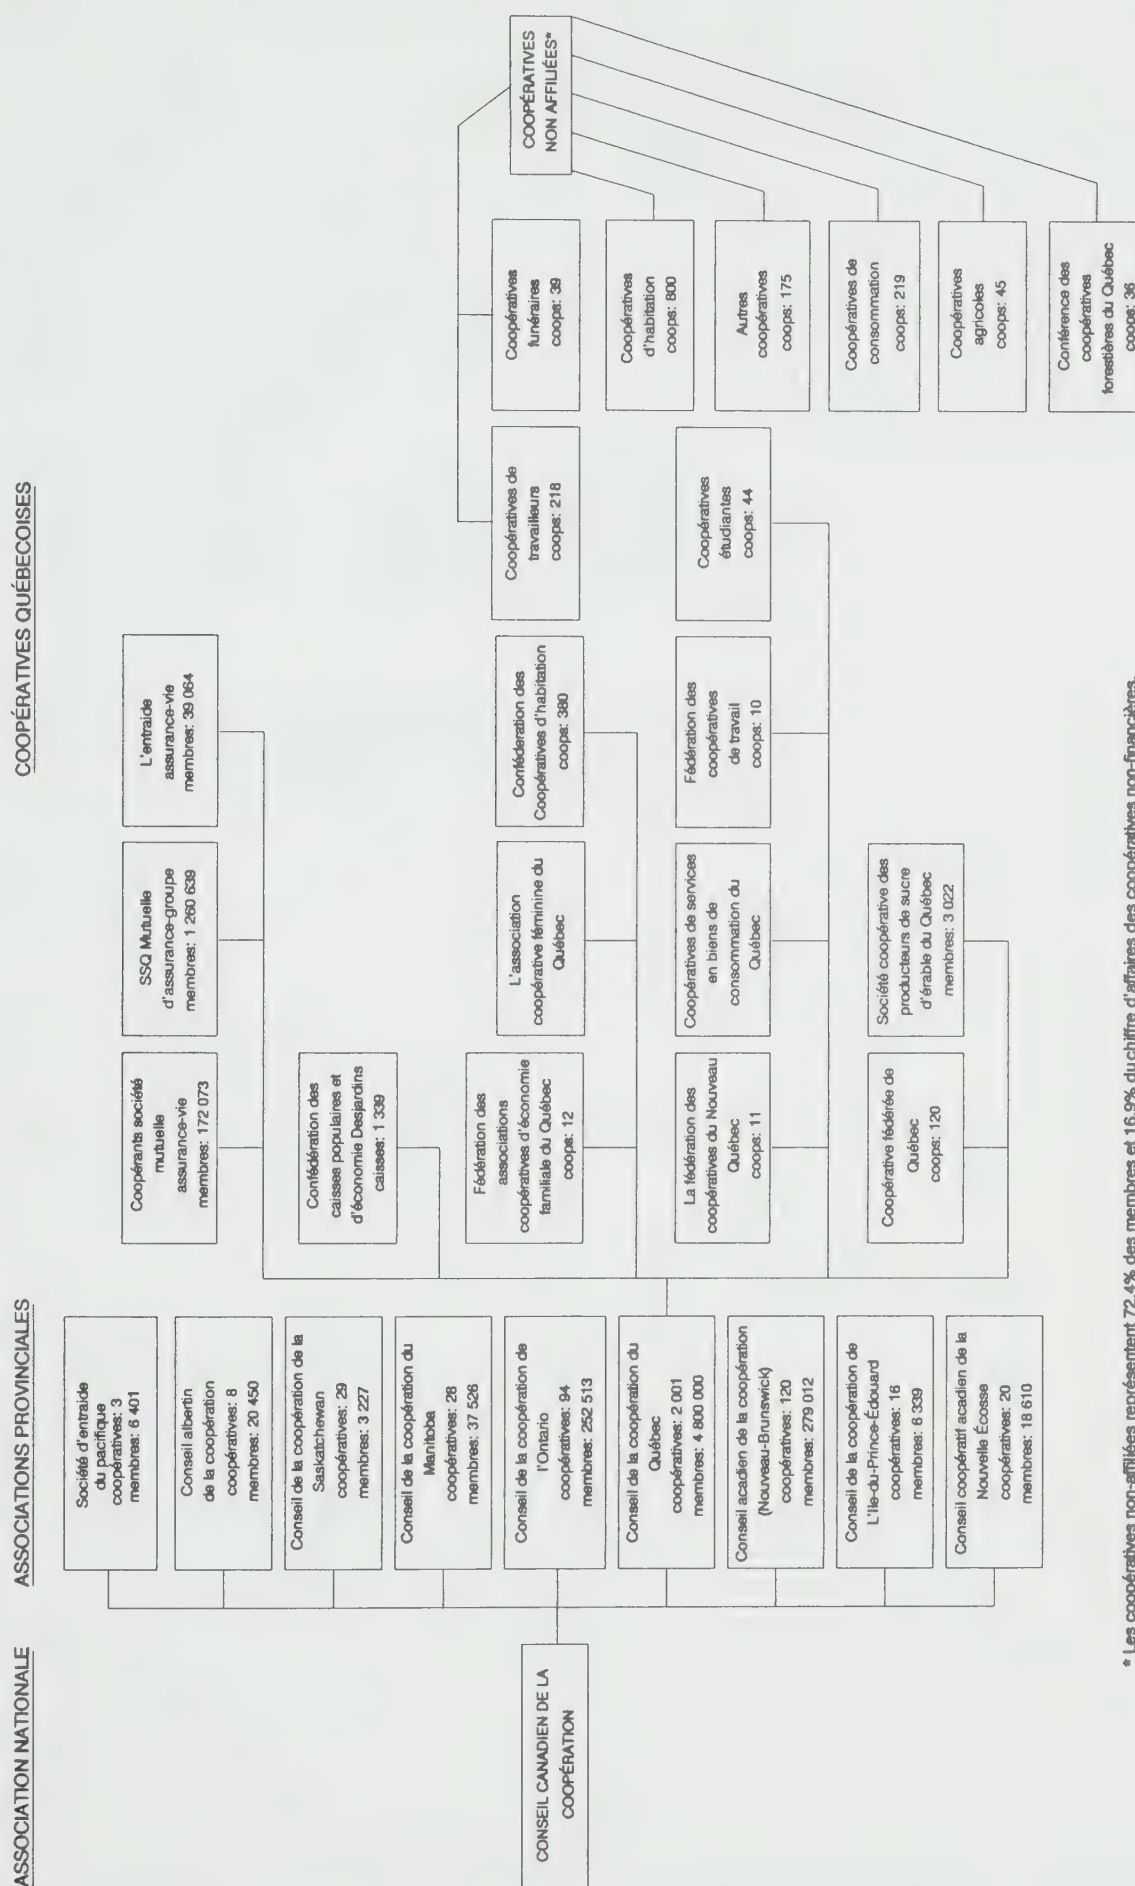 ASSOCIATION NATIONALE
ASSOCIATIONS PROVINCIALES
COOPÉRATIVES QUÉBECOISES
CONSEIL CANADIEN DE LA
COOPÉRATION
Société d'entraide
du pacifique
coopératives: 3
membres: 6 401
Conseil albertin
de la coopération
coopératives: 8
membres: 20 450
Conseil de la coopération de la
Saskatchewan
coopératives: 29
membres: 3 227
Conseil de la coopération du
Manitoba
coopératives: 28
membres: 37 526
Conseil de la coopération de
l'Ontario
coopératives: 94
membres: 252 513
Conseil de la coopération du
Québec
coopératives: 2 001
membres: 4 800 000
Conseil acadien de la coopération
(Nouveau-Brunswick)
coopératives: 120
membres: 279 012
Conseil de la coopération de
L'Ile-du-Prince-Édouard
coopératives: 16
membres: 6 339
Conseil coopératif acadien de la
Nouvelle Écosse
coopératives: 20
membres: 18 610
Coopérants société
mutuelle
assurance-vie
membres: 172 073
SSQ Mutuelle
d'assurance-groupe
membres: 1 260 639
L'entraide
assurance-vie
membres: 39 064
Confédération des
caisses populaires et
d'économie Desjardins
caisses: 1 339
Fédération des
associations
coopératives d'économie
familiale du Québec
coops: 12
L'association
coopérative féminine du
Québec
Conféderation des
Coopératives d'habitation
coops: 380
La fédération des
coopératives du Nouveau
Québec
coops: 11
Coopératives de services
en biens de
consommation du
Québec
Fédération des
coopératives
de travail
coops: 10
Coopératives
étudiantes
coops: 44
Coopérative fédérée de
Québec
coops: 120
Société coopérative des
producteurs de sucre
d'érable du Québec
membres: 3 022
Coopératives de
travailleurs
coops: 218
Coopératives
funéraires
coops: 39
Coopératives
d'habitation
coops: 800
Autres
coopératives
coops: 175
Coopératives de
consommation
coops: 219
Coopératives
agricoles
coops: 45
Conférence des
coopératives
forestières du Québec
coops: 36
COOPÉRATIVES
NON AFFILIÉES*
* Les coopératives non-affiliées représentent 72.4% des membres et 16.9% du chiffre d'affaires des coopératives non-financières.